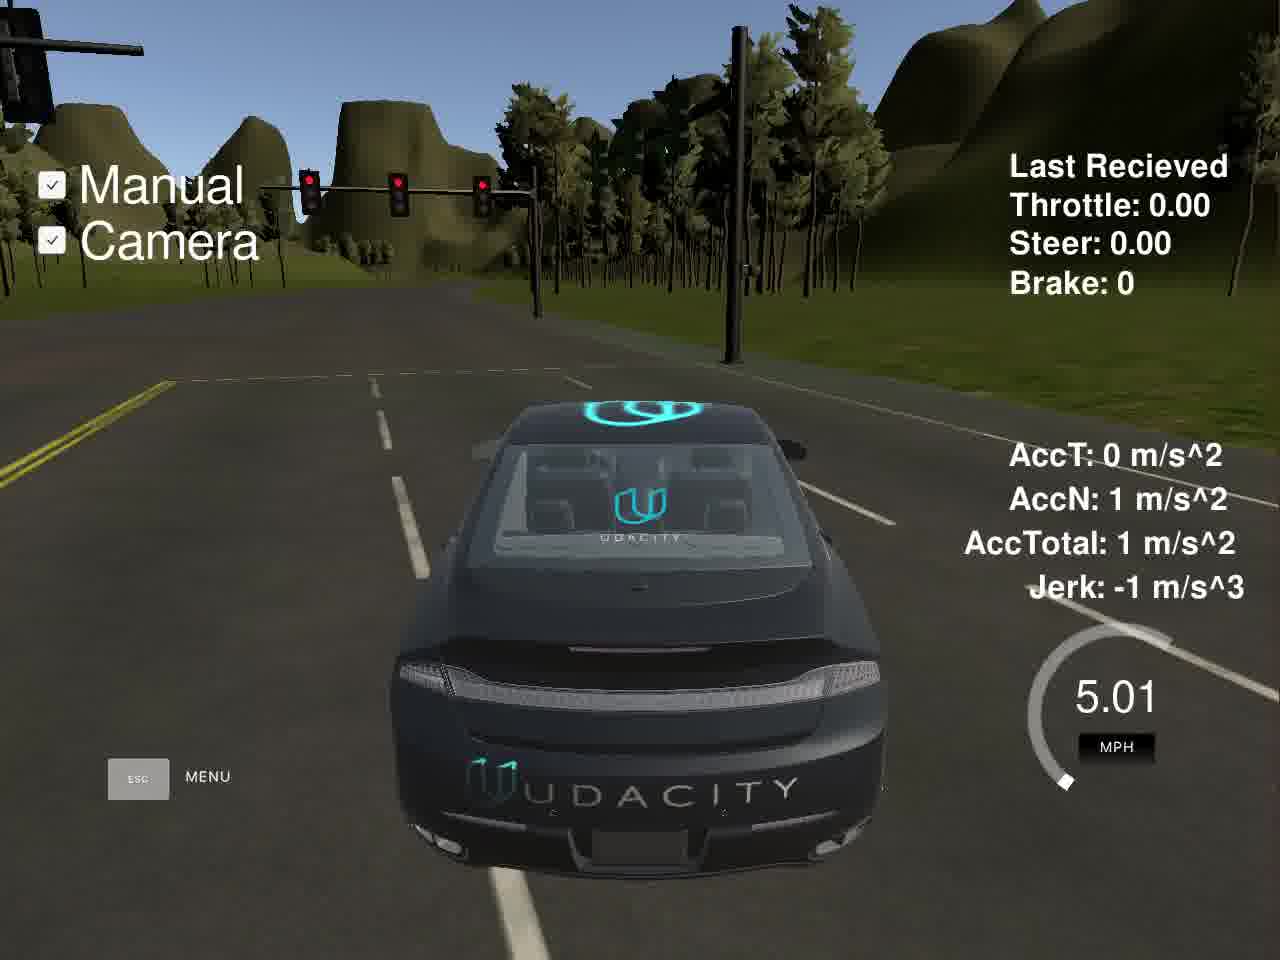 Manual
Camera
Last Recieved
Throttle: 0.00
Steer: 0.00
Brake: 0
AccT: 0 m/s^2
AccN: 1 m/s^2
AccTotal: 1 m/s^2
Jerk: -1 m/s^3
5.01
MPH
ESC MENU
UDACITY
UDACITY